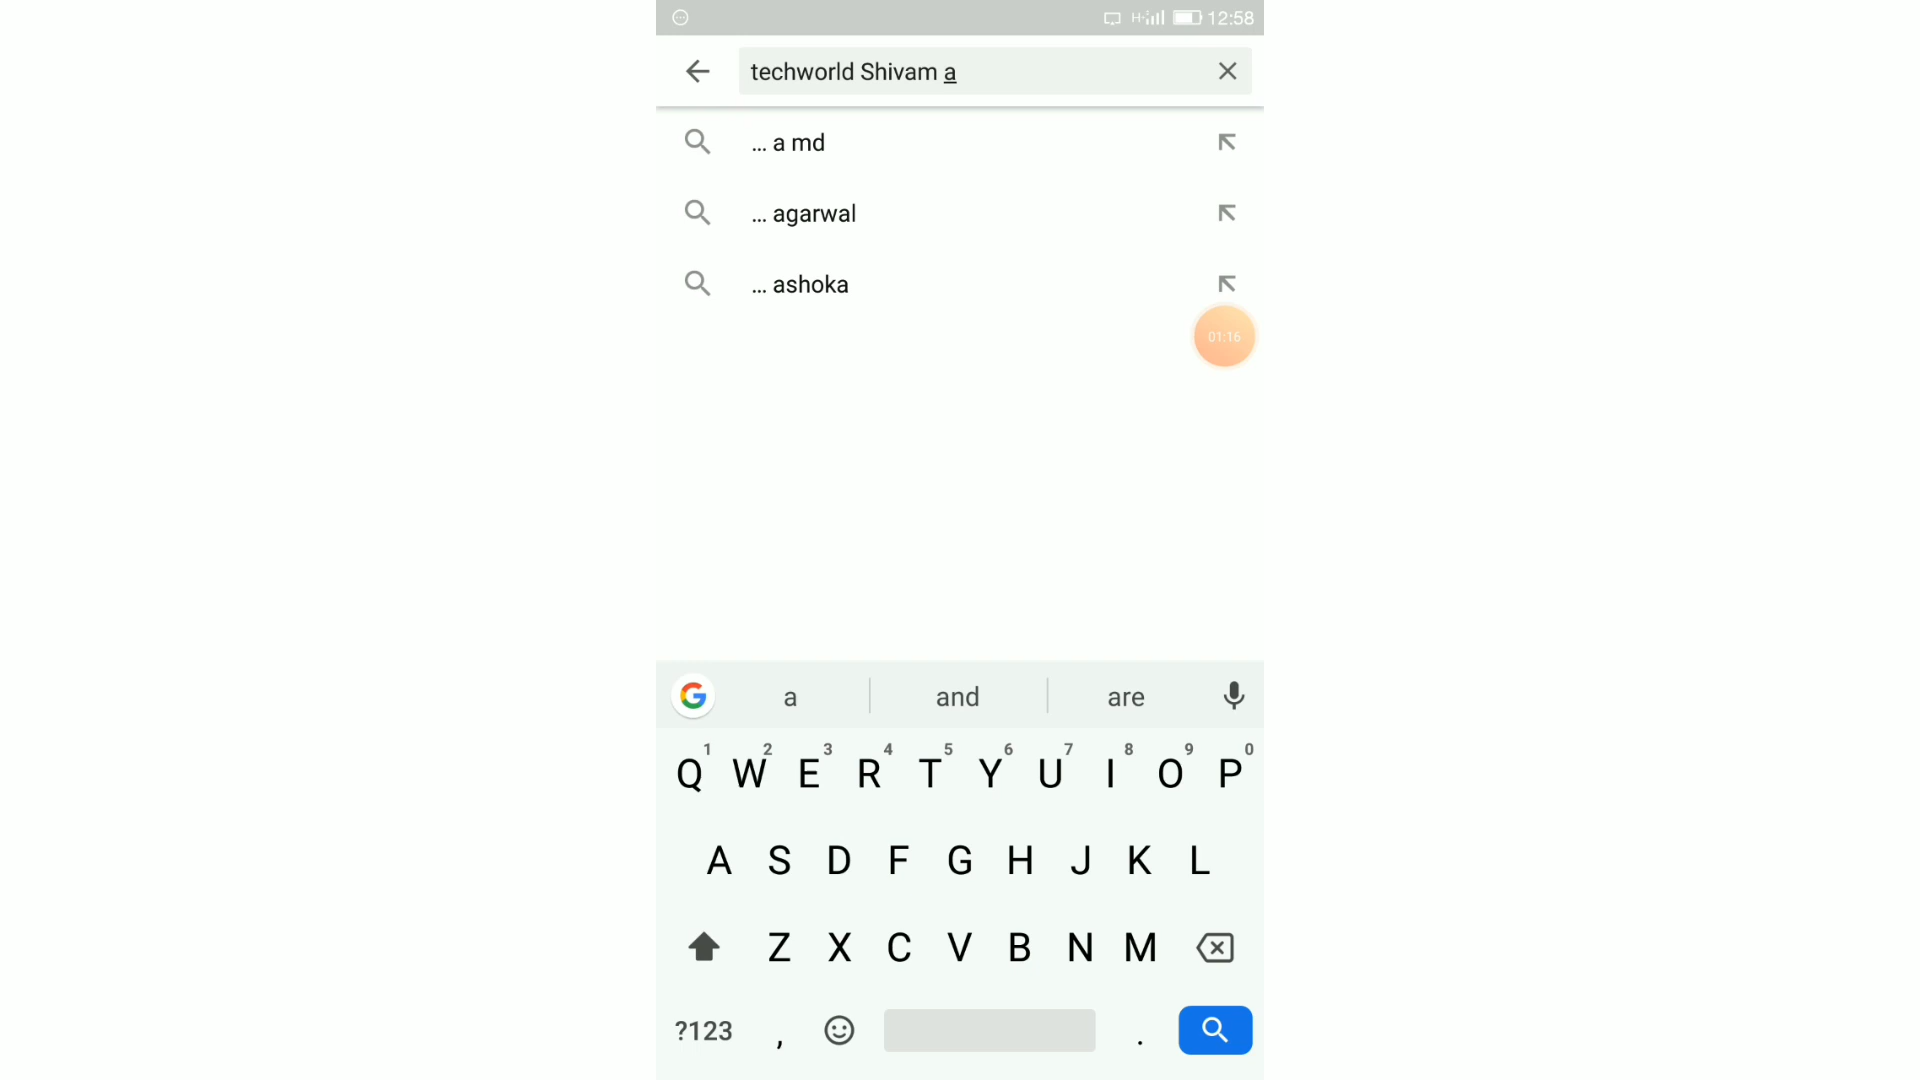 12:58
techworld Shivam a
... a md
... agarwal
... ashoka
01:16
a and are
1 2 3 4 5 6 7 8 9 0
Q W E R T Y U I O P
A S D F G H J K L
Z X C V B N M
?123 , .